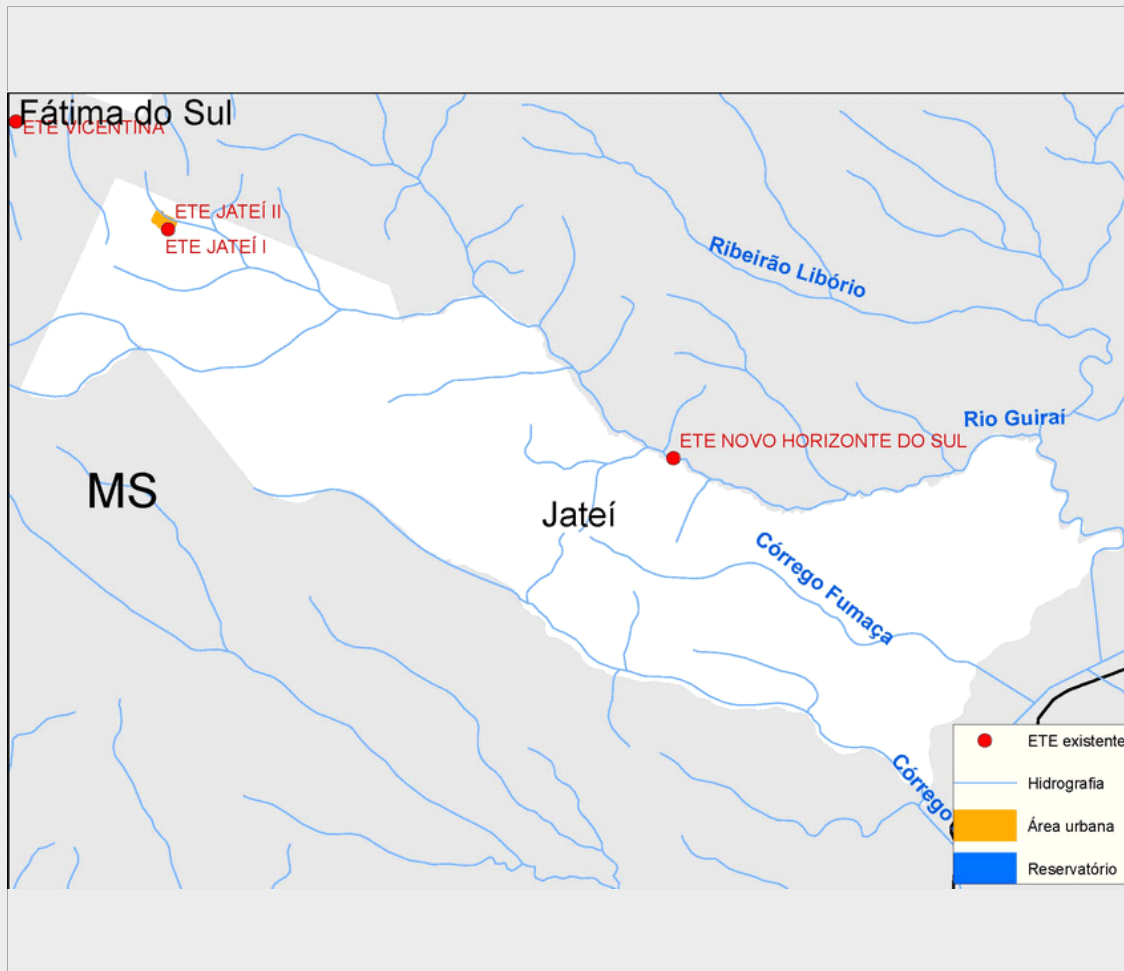 Fátima do Sul
ETE VICENTINA
ETE JATEÍ II
ETE JATEÍ I
Ribeirão Libório
Rio Guiraí
ETE NOVO HORIZONTE DO SUL
MS
Jateí
Córrego Fumaça
Córrego
ETE existente
Hidrografia
Área urbana
Reservatório